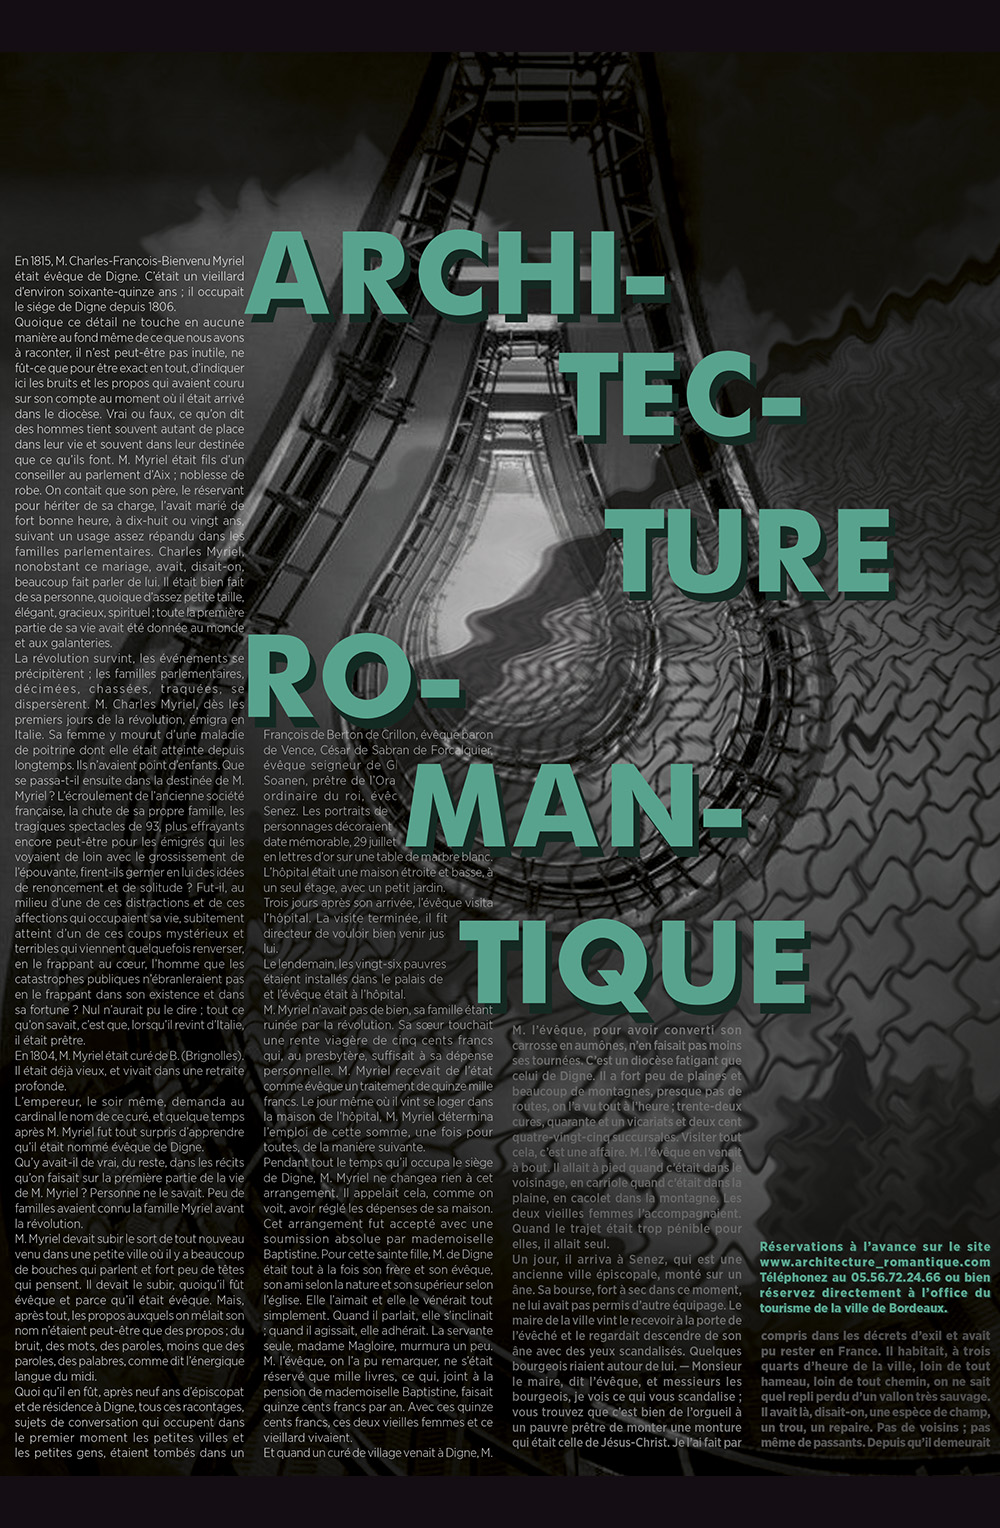 ARCHI-
TEC-
TURE
RO-
MAN-
TIQUE
En 1815, M. Charles-François-Bienvenu Myriel
était évêque de Digne. C'était un vieillard
d'environ soixante-quinze ans ; il occupait
le siége de Digne depuis 1806.
Quoique ce détail ne touche en aucune
manière au fond même de ce que nous avons
à raconter, il n'est peut-être pas inutile, ne
fût-ce que pour être exact en tout, d'indiquer
ici les bruits et les propos qui avaient couru
sur son compte au moment où il était arrivé
dans le diocèse. Vrai ou faux, ce qu'on dit
des hommes tient souvent autant de place
dans leur vie et souvent dans leur destinée
que ce qu'ils font. M. Myriel était fils d'un
conseiller au parlement d'Aix ; noblesse de
robe. On contait que son père, le réservant
pour hériter de sa charge, l'avait marié de
fort bonne heure, à dix-huit ou vingt ans,
suivant un usage assez répandu dans les
familles parlementaires. Charles Myriel,
nonobstant ce mariage, avait, disait-on,
beaucoup fait parler de lui. Il était bien fait
de sa personne, quoique d'assez petite taille,
élégant, gracieux, spirituel ; toute la première
partie de sa vie avait été donnée au monde
et aux galanteries.
La révolution survint, les événements se
précipitèrent ; les familles parlementaires,
décimées, chassées, traquées, se
dispersèrent. M. Charles Myriel, dès les
premiers jours de la révolution, émigra en
Italie. Sa femme y mourut d'une maladie
de poitrine dont elle était atteinte depuis
longtemps. Ils n'avaient point d'enfants. Que
se passa-t-il ensuite dans la destinée de M.
Myriel ? L'écroulement de l'ancienne société
française, la chute de sa propre famille, les
tragiques spectacles de 93, plus effrayants
encore peut-être pour les émigrés qui les
voyaient de loin avec le grossissement de
l'épouvante, firent-ils germer en lui des idées
de renoncement et de solitude ? Fut-il, au
milieu d'une de ces distractions et de ces
affections qui occupaient sa vie, subitement
atteint d'un de ces coups mystérieux et
terribles qui viennent quelquefois renverser,
en le frappant au cœur, l'homme que les
catastrophes publiques n'ébranleraient pas
en le frappant dans son existence et dans
sa fortune ? Nul n'aurait pu le dire ; tout ce
qu'on savait, c'est que, lorsqu'il revint d'Italie,
il était prêtre.
En 1804, M. Myriel était curé de B. (Brignolles).
Il était déjà vieux, et vivait dans une retraite
profonde.
L'empereur, le soir même, demanda au
cardinal le nom de ce curé, et quelque temps
après M. Myriel fut tout surpris d'apprendre
qu'il était nommé évêque de Digne.
Qu'y avait-il de vrai, du reste, dans les récits
qu'on faisait sur la première partie de la vie
de M. Myriel ? Personne ne le savait. Peu de
familles avaient connu la famille Myriel avant
la révolution.
M. Myriel devait subir le sort de tout nouveau
venu dans une petite ville où il y a beaucoup
de bouches qui parlent et fort peu de têtes
qui pensent. Il devait le subir, quoiqu'il fût
évêque et parce qu'il était évêque. Mais,
après tout, les propos auxquels on mêlait son
nom n'étaient peut-être que des propos ; du
bruit, des mots, des paroles, moins que des
paroles, des palabres, comme dit l'énergique
langue du midi.
Quoi qu'il en fût, après neuf ans d'épiscopat
et de résidence à Digne, tous ces racontages,
sujets de conversation qui occupent dans
le premier moment les petites villes et
les petites gens, étaient tombés dans un
François de Berton de Crillon, évêque baron
de Vence, César de Sabran de Forcalquier,
évêque seigneur de Gl
Soanen, prêtre de l'Ora
ordinaire du roi, évêc
Senez. Les portraits de
personnages décoraient
date mémorable, 29 juillet
en lettres d'or sur une table de marbre blanc.
L'hôpital était une maison étroite et basse, à
un seul étage, avec un petit jardin.
Trois jours après son arrivée, l'évêque visita
l'hôpital. La visite terminée, il fit
directeur de vouloir bien venir jus
lui.
Le lendemain, les vingt-six pauvres
étaient installés dans le palais de
et l'évêque était à l'hôpital.
M. Myriel n'avait pas de bien, sa famille étant
ruinée par la révolution. Sa sœur touchait
une rente viagère de cinq cents francs
qui, au presbytère, suffisait à sa dépense
personnelle. M. Myriel recevait de l'état
comme évêque un traitement de quinze mille
francs. Le jour même où il vint se loger dans
la maison de l'hôpital, M. Myriel détermina
l'emploi de cette somme, une fois pour
toutes, de la manière suivante.
Pendant tout le temps qu'il occupa le siège
de Digne, M. Myriel ne changea rien à cet
arrangement. Il appelait cela, comme on
voit, avoir réglé les dépenses de sa maison.
Cet arrangement fut accepté avec une
soumission absolue par mademoiselle
Baptistine. Pour cette sainte fille, M. de Digne
était tout à la fois son frère et son évêque,
son ami selon la nature et son supérieur selon
l'église. Elle l'aimait et elle le vénérait tout
simplement. Quand il parlait, elle s'inclinait
; quand il agissait, elle adhérait. La servante
seule, madame Magloire, murmura un peu.
M. l'évêque, on l'a pu remarquer, ne s'était
réservé que mille livres, ce qui, joint à la
pension de mademoiselle Baptistine, faisait
quinze cents francs par an. Avec ces quinze
cents francs, ces deux vieilles femmes et ce
vieillard vivaient.
Et quand un curé de village venait à Digne, M.
M. l'évêque, pour avoir converti son
carrosse en aumônes, n'en faisait pas moins
ses tournées. C'est un diocèse fatigant que
celui de Digne. Il a fort peu de plaines et
beaucoup de montagnes, presque pas de
routes, on l'a vu tout à l'heure ; trente-deux
cures, quarante et un vicariats et deux cent
quatre-vingt-cinq succursales. Visiter tout
cela, c'est une affaire. M. l'évêque en venait
à bout. Il allait à pied quand c'était dans le
voisinage, en carriole quand c'était dans la
plaine, en cacolet dans la montagne. Les
deux vieilles femmes l'accompagnaient.
Quand le trajet était trop pénible pour
elles, il allait seul.
Un jour, il arriva à Senez, qui est une
ancienne ville épiscopale, monté sur un
âne. Sa bourse, fort à sec dans ce moment,
ne lui avait pas permis d'autre équipage. Le
maire de la ville vint le recevoir à la porte de
l'évêché et le regardait descendre de son
âne avec des yeux scandalisés. Quelques
bourgeois riaient autour de lui. — Monsieur
le maire, dit l'évêque, et messieurs les
bourgeois, je vois ce qui vous scandalise ;
vous trouvez que c'est bien de l'orgueil à
un pauvre prêtre de monter une monture
qui était celle de Jésus-Christ. Je l'ai fait par
Réservations à l'avance sur le site
www.architecture_romantique.com
Téléphonez au 05.56.72.24.66 ou bien
réservez directement à l'office du
tourisme de la ville de Bordeaux.
compris dans les décrets d'exil et avait
pu rester en France. Il habitait, à trois
quarts d'heure de la ville, loin de tout
hameau, loin de tout chemin, on ne sait
quel repli perdu d'un vallon très sauvage.
Il avait là, disait-on, une espèce de champ,
un trou, un repaire. Pas de voisins ; pas
même de passants. Depuis qu'il demeurait